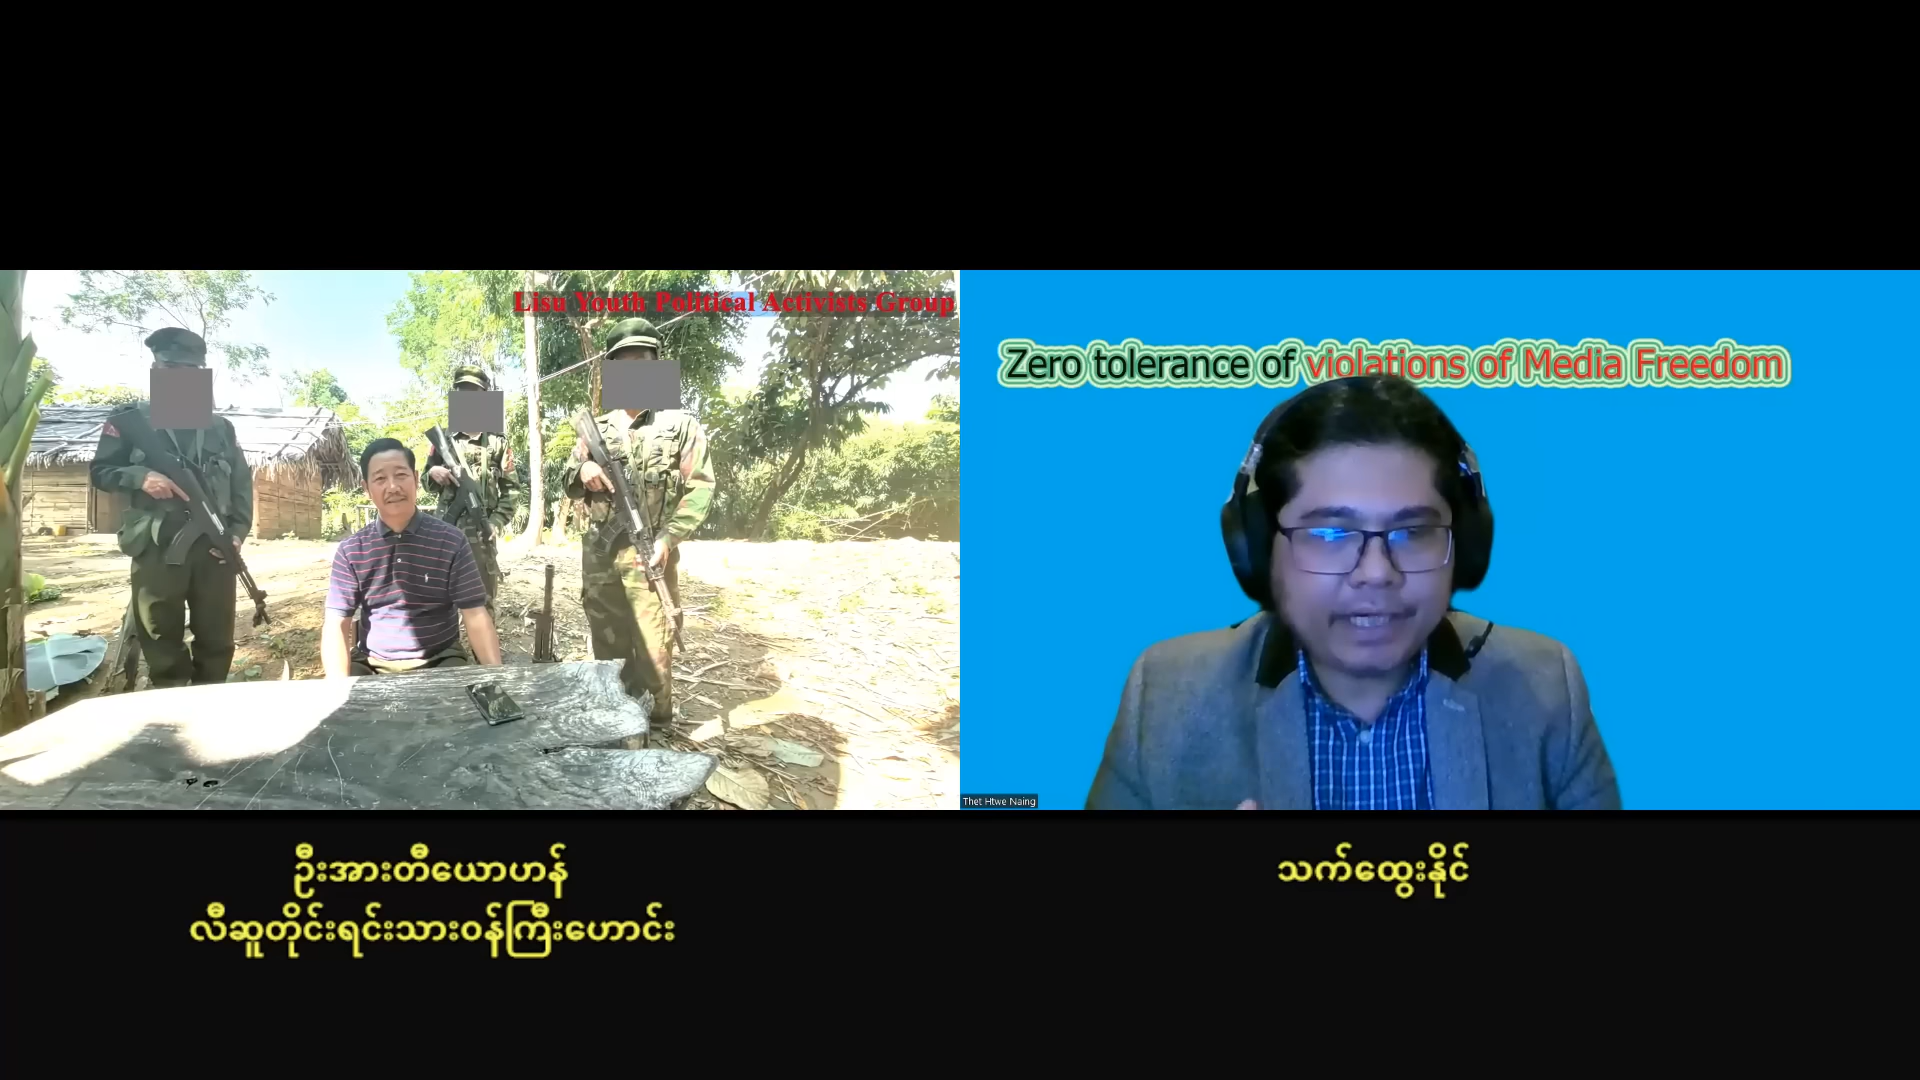 Lisu Youth Political Activists Group
Zero tolerance of violations of Media Freedom
Thet Htwe Naing
ဦးအားတီယောဟန်
လီဆူတိုင်းရင်းသားဝန်ကြီးဟောင်း
သက်ထွေးနိုင်